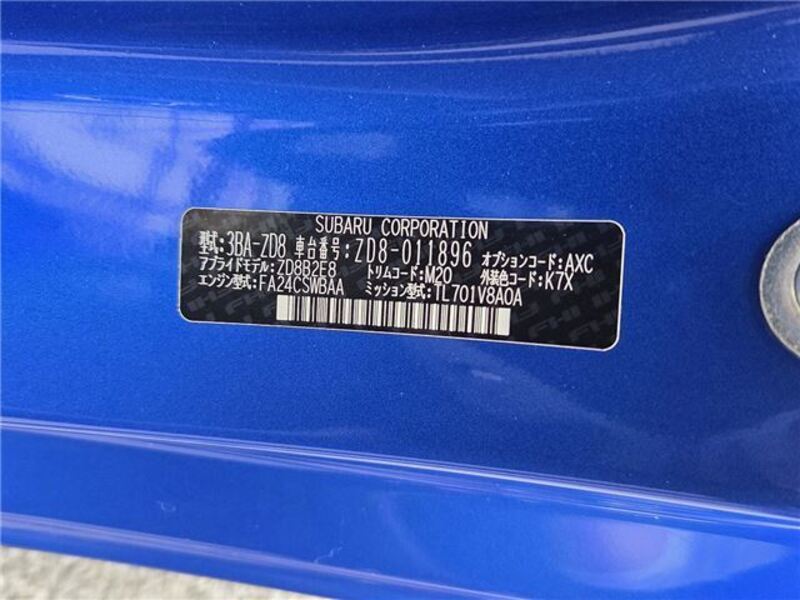 SUBARU CORPORATION
型式:3BA-ZD8 車台番号:ZD8-011896 オプションコード:AXC
アプライドモデル:ZD8B2E8 トリムコード:M20 外装色コード:K7X
エンジン型式:FA24CSWBAA ミッション型式:TL701V8A0A